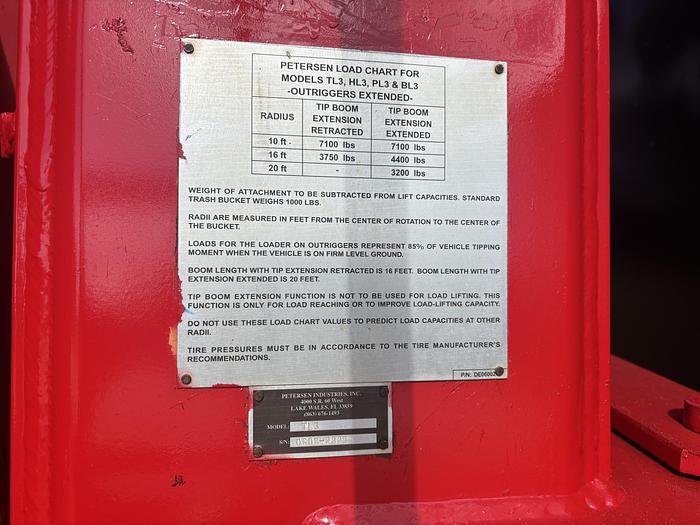 PETERSEN LOAD CHART FOR
MODELS TL3, HL3, PL3 & BL3
-OUTRIGGERS EXTENDED-
RADIUS TIP BOOM EXTENSION RETRACTED TIP BOOM EXTENSION EXTENDED
10 ft - 7100 lbs 7100 lbs
16 ft 3750 lbs 4400 lbs
20 ft - 3200 lbs
WEIGHT OF ATTACHMENT TO BE SUBTRACTED FROM LIFT CAPACITIES. STANDARD
TRASH BUCKET WEIGHS 1000 LBS.
RADII ARE MEASURED IN FEET FROM THE CENTER OF ROTATION TO THE CENTER OF
THE BUCKET.
LOADS FOR THE LOADER ON OUTRIGGERS REPRESENT 85% OF VEHICLE TIPPING
MOMENT WHEN THE VEHICLE IS ON FIRM LEVEL GROUND.
BOOM LENGTH WITH TIP EXTENSION RETRACTED IS 16 FEET. BOOM LENGTH WITH TIP
EXTENSION EXTENDED IS 20 FEET.
TIP BOOM EXTENSION FUNCTION IS NOT TO BE USED FOR LOAD LIFTING. THIS
FUNCTION IS ONLY FOR LOAD REACHING OR TO IMPROVE LOAD-LIFTING CAPACITY.
DO NOT USE THESE LOAD CHART VALUES TO PREDICT LOAD CAPACITIES AT OTHER
RADII.
TIRE PRESSURES MUST BE IN ACCORDANCE TO THE TIRE MANUFACTURER'S
RECOMMENDATIONS.
P/N:
PETERSEN INDUSTRIES, INC.
4000 S.R. 60 West
LAKE WALES, FL 33859
(863) 676-1493
MODEL: TL3
S/N: